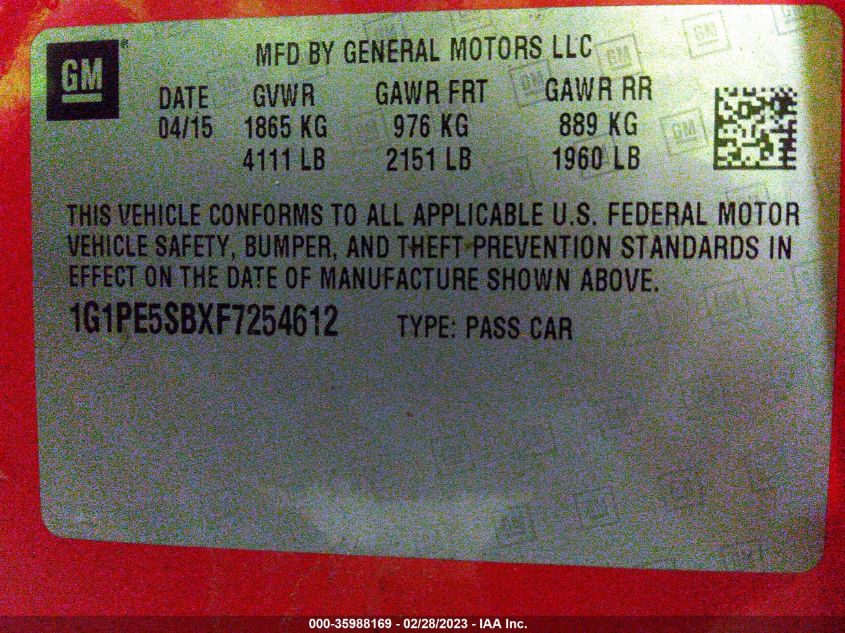 GM
MFD BY GENERAL MOTORS LLC
DATE GVWR GAWR FRT GAWR RR
04/15 1865 KG 976 KG 889 KG
4111 LB 2151 LB 1960 LB
THIS VEHICLE CONFORMS TO ALL APPLICABLE U.S. FEDERAL MOTOR
VEHICLE SAFETY, BUMPER, AND THEFT PREVENTION STANDARDS IN
EFFECT ON THE DATE OF MANUFACTURE SHOWN ABOVE.
1G1PE5SBXF7254612 TYPE: PASS CAR
000-35988169 - 02/28/2023 - IAA Inc.